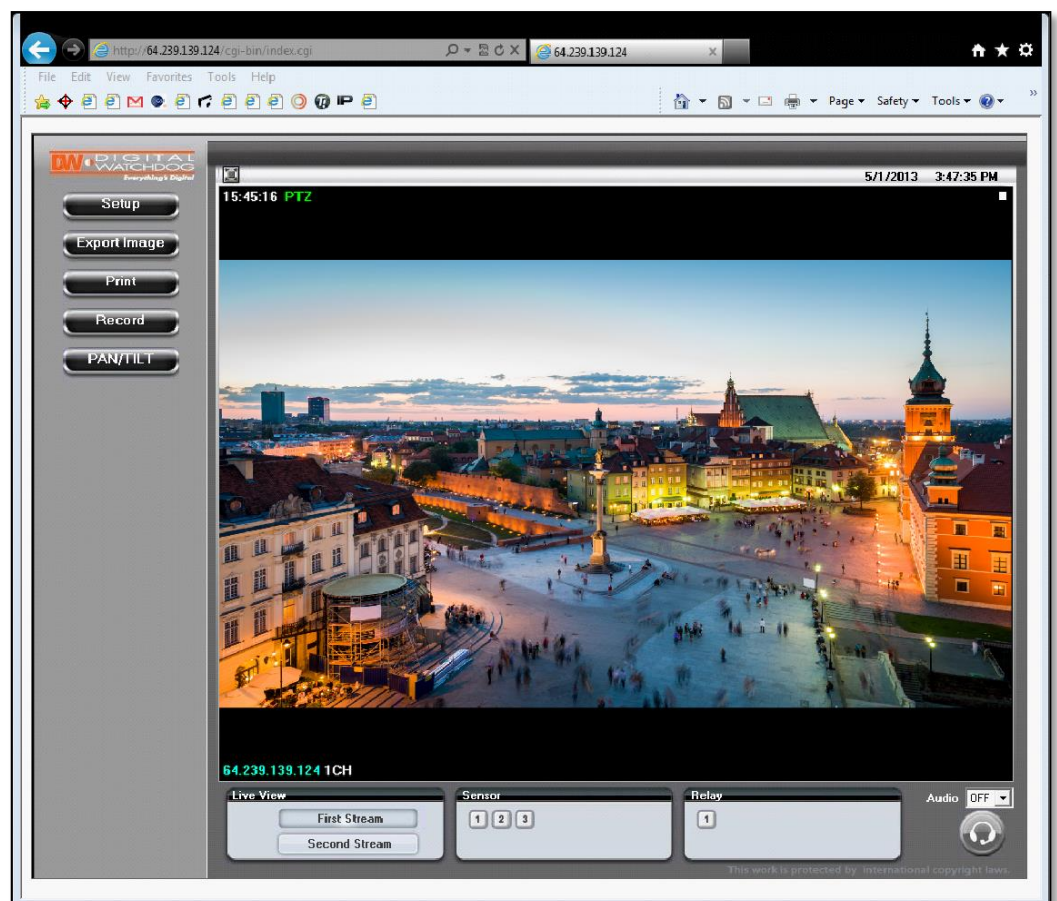 http://64.239.139.124/cgi-bin/index.cgi
64.239.139.124
File Edit View Favorites Tools Help
Page Safety Tools
DW DIGITAL WATCHDOG
Everything's Digital
5/1/2013 3:47:35 PM
15:45:16 PTZ
Setup
Export Image
Print
Record
PAN/TILT
64.239.139.124 1CH
Live View
First Stream
Second Stream
Sensor
1 2 3
Relay
1
Audio OFF
This work is protected by international copyright laws.